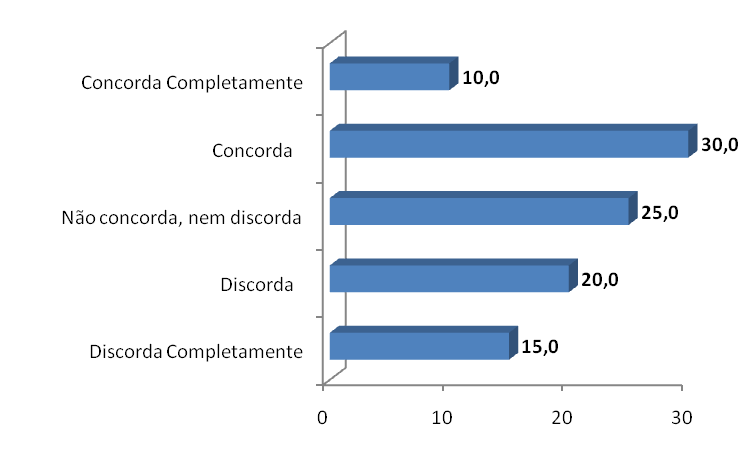 Concorda Completamente 10,0
Concorda 30,0
Não concorda, nem discorda 25,0
Discorda 20,0
Discorda Completamente 15,0
0 10 20 30